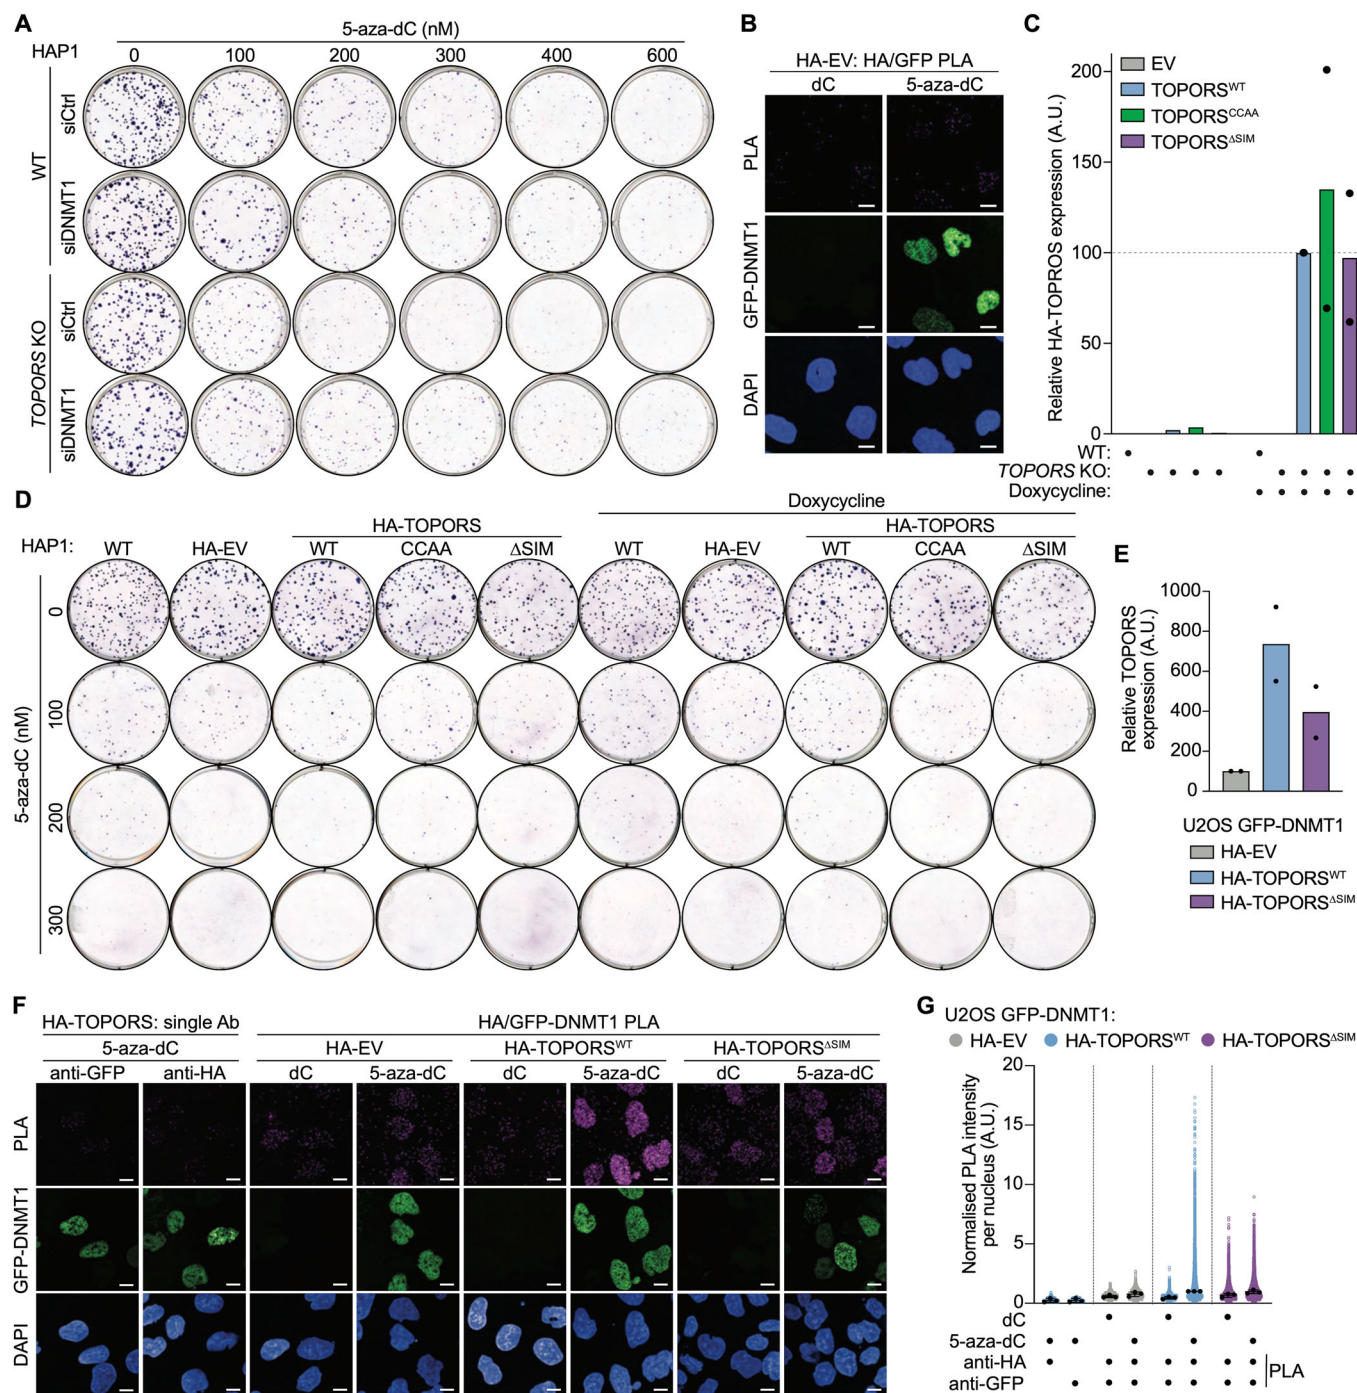 A
5-aza-dC (nM)
HAP1 0 100 200 300 400 600
WT
siCtrl
siDNMT1
TOPORS KO
siCtrl
siDNMT1
B
HA-EV: HA/GFP PLA
dC 5-aza-dC
PLA
GFP-DNMT1
DAPI
C
Relative HA-TOPROS expression (A.U.)
200
150
100
50
0
EV
TOPORSWT
TOPORSCCAA
TOPORSΔSIM
WT:
TOPORS KO:
Doxycycline:
D
Doxycycline
HA-TOPORS HA-TOPORS
HAP1: WT HA-EV WT CCAA ΔSIM WT HA-EV WT CCAA ΔSIM
5-aza-dC (nM)
0
100
200
300
E
Relative TOPORS
expression (A.U.)
1000
800
600
400
200
0
U2OS GFP-DNMT1
HA-EV
HA-TOPORSWT
HA-TOPORSΔSIM
F
HA-TOPORS: single Ab HA/GFP-DNMT1 PLA
5-aza-dC HA-EV HA-TOPORSWT HA-TOPORSΔSIM
anti-GFP anti-HA dC 5-aza-dC dC 5-aza-dC dC 5-aza-dC
PLA
GFP-DNMT1
DAPI
G
U2OS GFP-DNMT1:
HA-EV HA-TOPORSWT HA-TOPORSΔSIM
Normalised PLA intensity
per nucleus (A.U.)
20
15
10
5
0
dC
5-aza-dC
anti-HA
anti-GFP
PLA